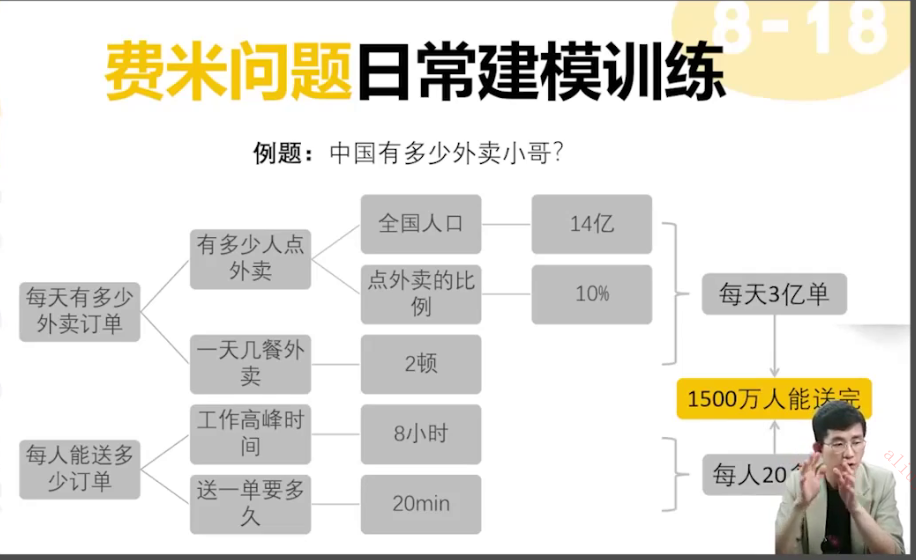 8-18
费米问题日常建模训练
例题：中国有多少外卖小哥？
每天有多少
外卖订单
有多少人点
外卖
全国人口
14亿
点外卖的比
例
10%
一天几餐外
卖
2顿
每天3亿单
1500万人能送完
每人能送多
少订单
工作高峰时
间
8小时
送一单要多
久
20min
每人20